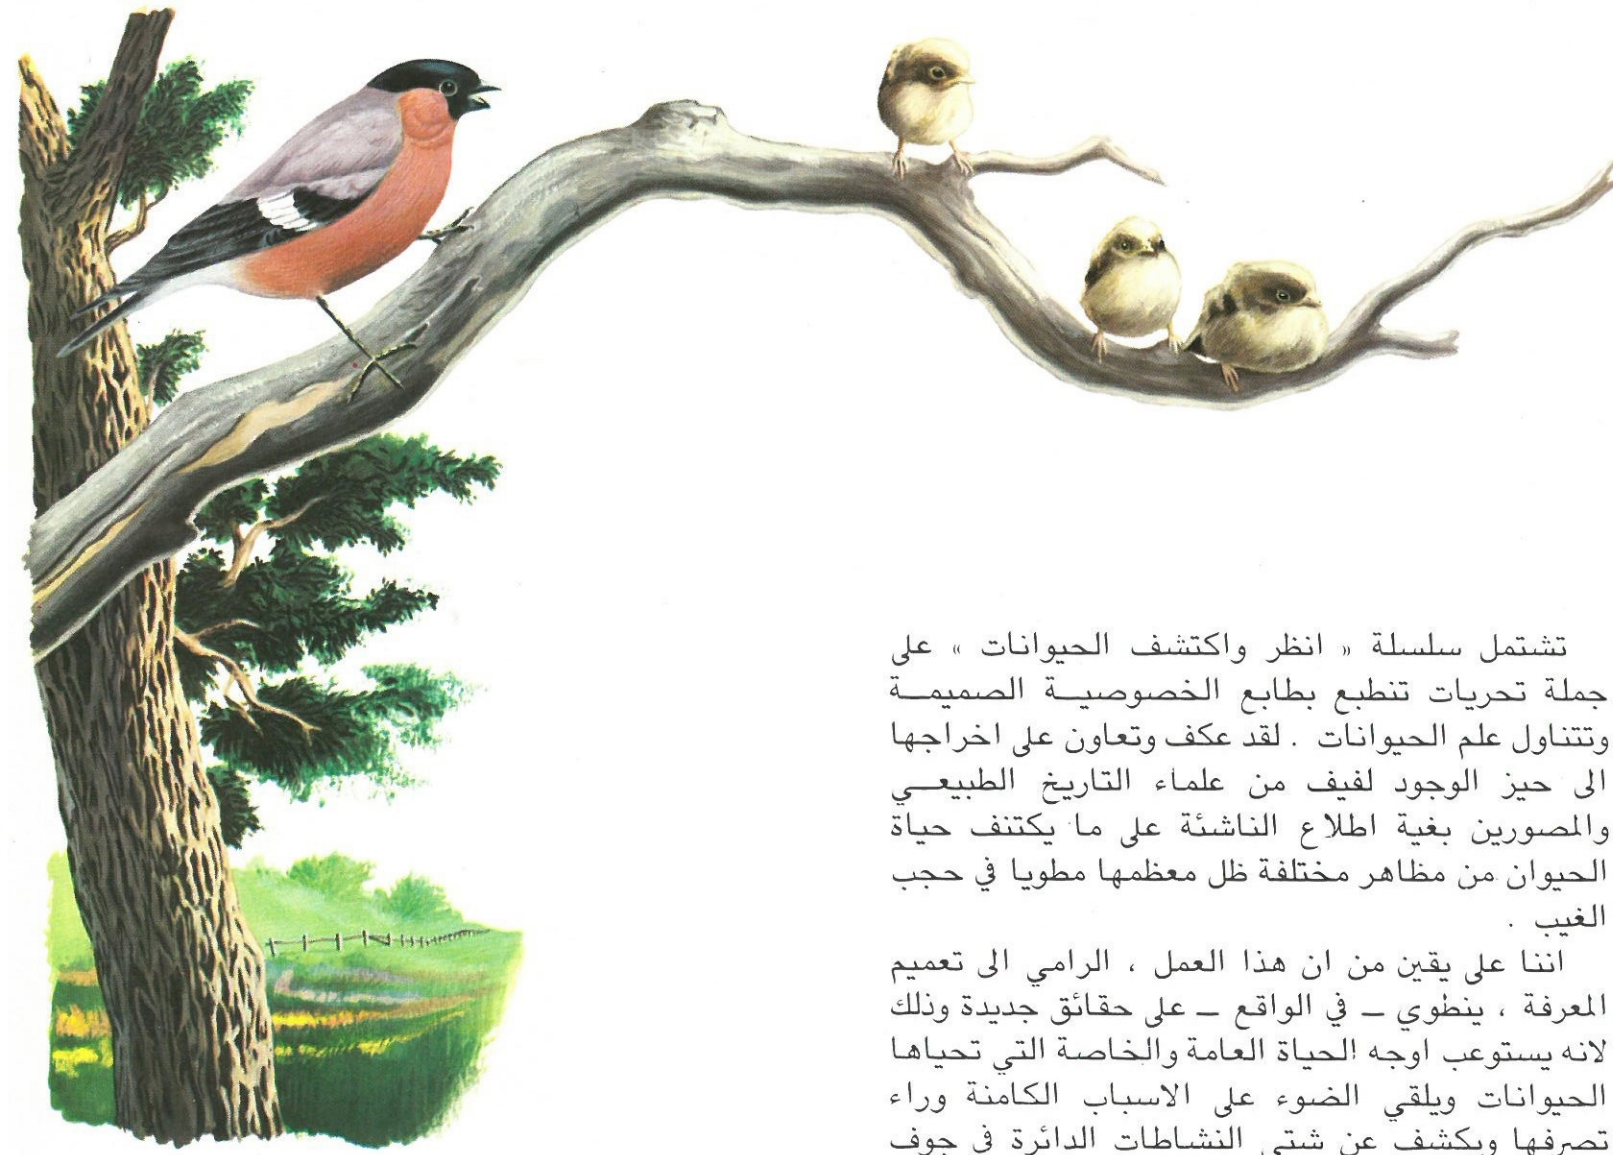 تشتمل سلسلة « انظر واكتشف الحيوانات » على
جملة تحريات تنطبع بطابع الخصوصيــة الصميمــة
وتتناول علم الحيوانات . لقد عكف وتعاون على اخراجها
الى حيز الوجود لفيف من علماء التاريخ الطبيعــي
والمصورين بغية اطلاع الناشئة على ما يكتنف حياة
الحيوان من مظاهر مختلفة ظل معظمها مطويا في حجب
الغيب .
اننا على يقين من ان هذا العمل ، الرامي الى تعميم
المعرفة ، ينطوي ــ في الواقع ــ على حقائق جديدة وذلك
لانه يستوعب اوجه الحياة العامة والخاصة التي تحياها
الحيوانات ويلقي الضوء على الاسباب الكامنة وراء
تصرفها ويكشف عن شتى النشاطات الدائرة في جوف